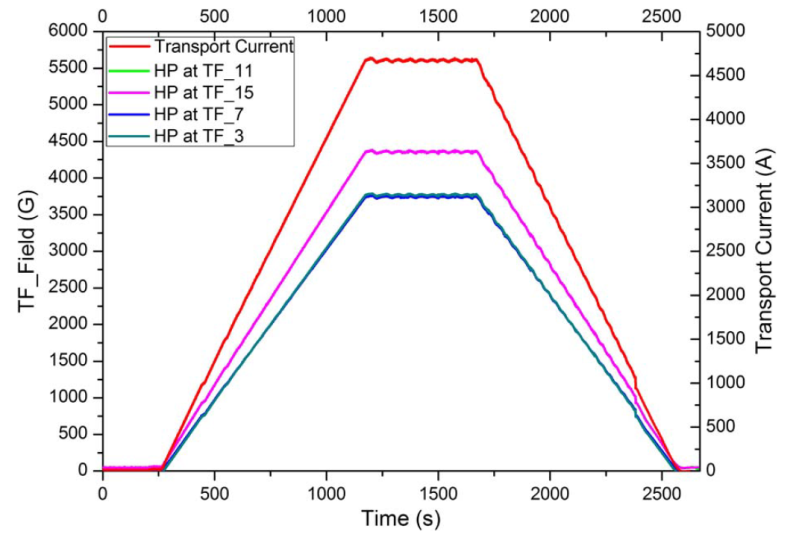 0 500 1000 1500 2000 2500
6000
5500
5000
4500
4000
3500
3000
2500
2000
1500
1000
500
0
TF_Field (G)
Transport Current
HP at TF_11
HP at TF_15
HP at TF_7
HP at TF_3
5000
4500
4000
3500
3000
2500
2000
1500
1000
500
0
Transport Current (A)
0 500 1000 1500 2000 2500
Time (s)